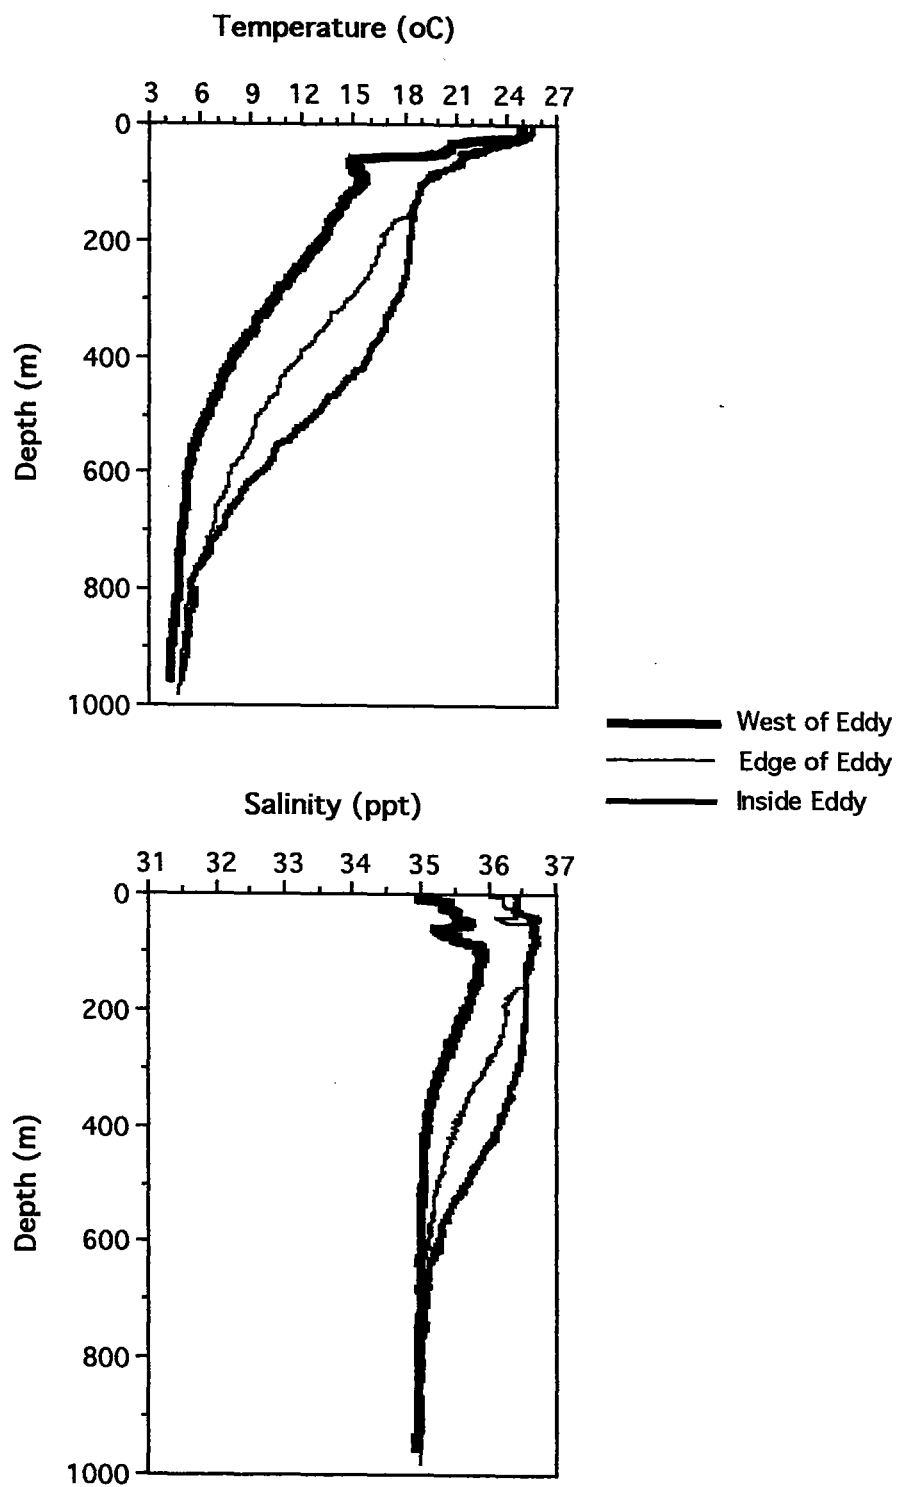 Temperature (oC)
3 6 9 12 15 18 21 24 27
0
200
400
600
800
1000
Depth (m)
West of Eddy
Edge of Eddy
Inside Eddy
Salinity (ppt)
31 32 33 34 35 36 37
0
200
400
600
800
1000
Depth (m)